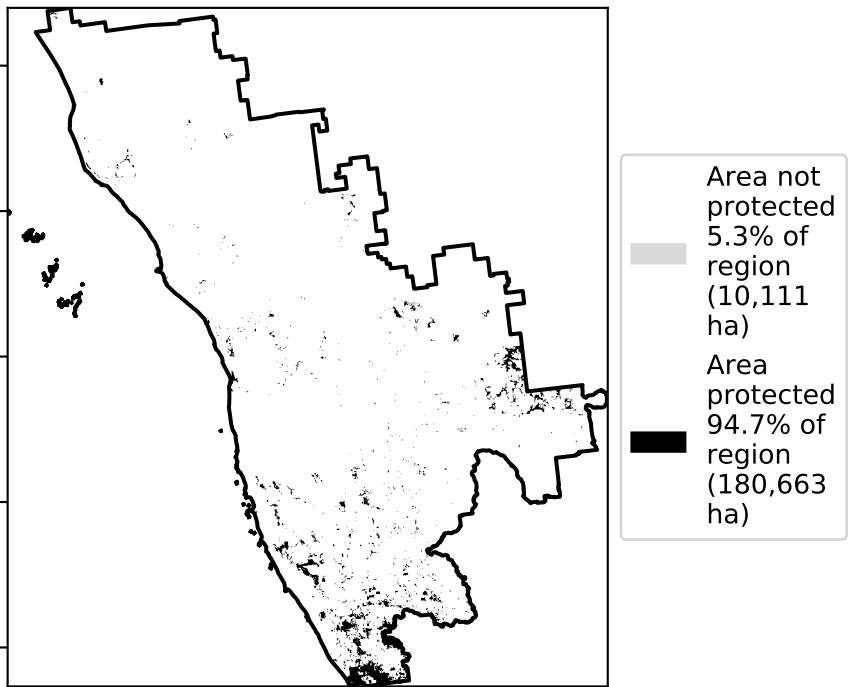 Area not
protected
5.3% of
region
(10,111
ha)
Area
protected
94.7% of
region
(180,663
ha)